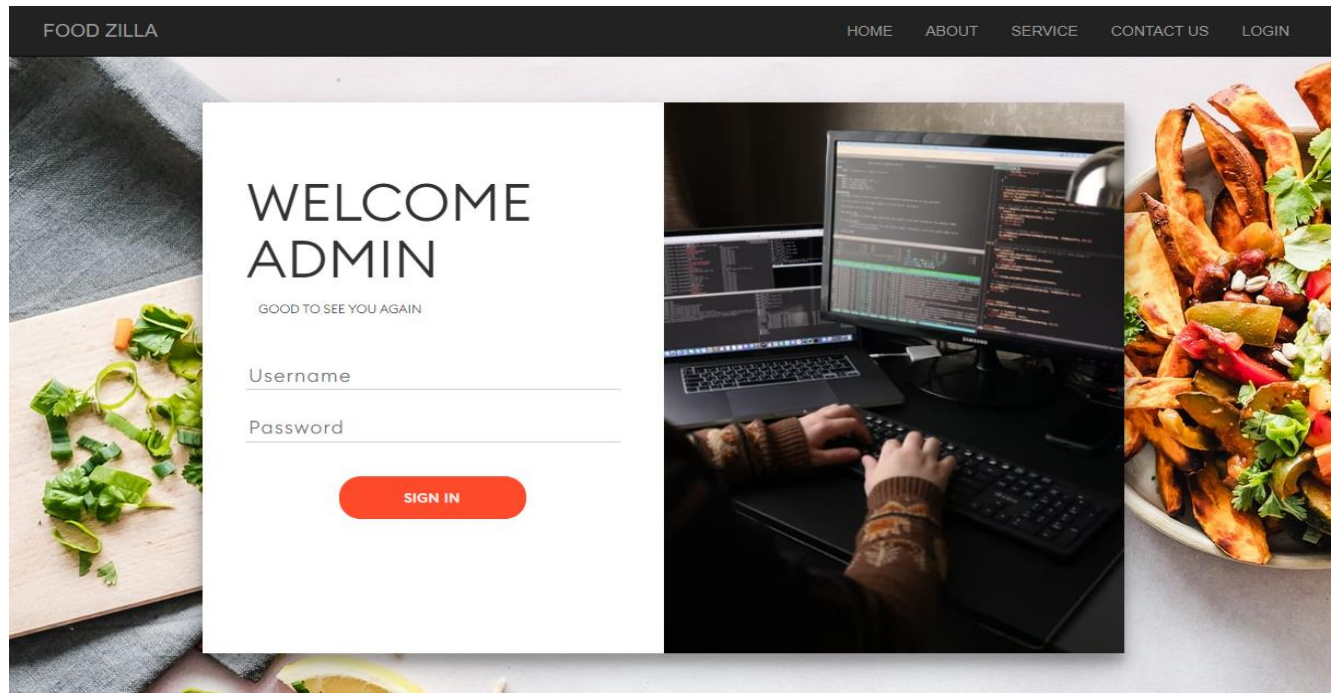 FOOD ZILLA
HOME ABOUT SERVICE CONTACT US LOGIN
WELCOME
ADMIN
GOOD TO SEE YOU AGAIN
Username
Password
SIGN IN
SAMSUNG